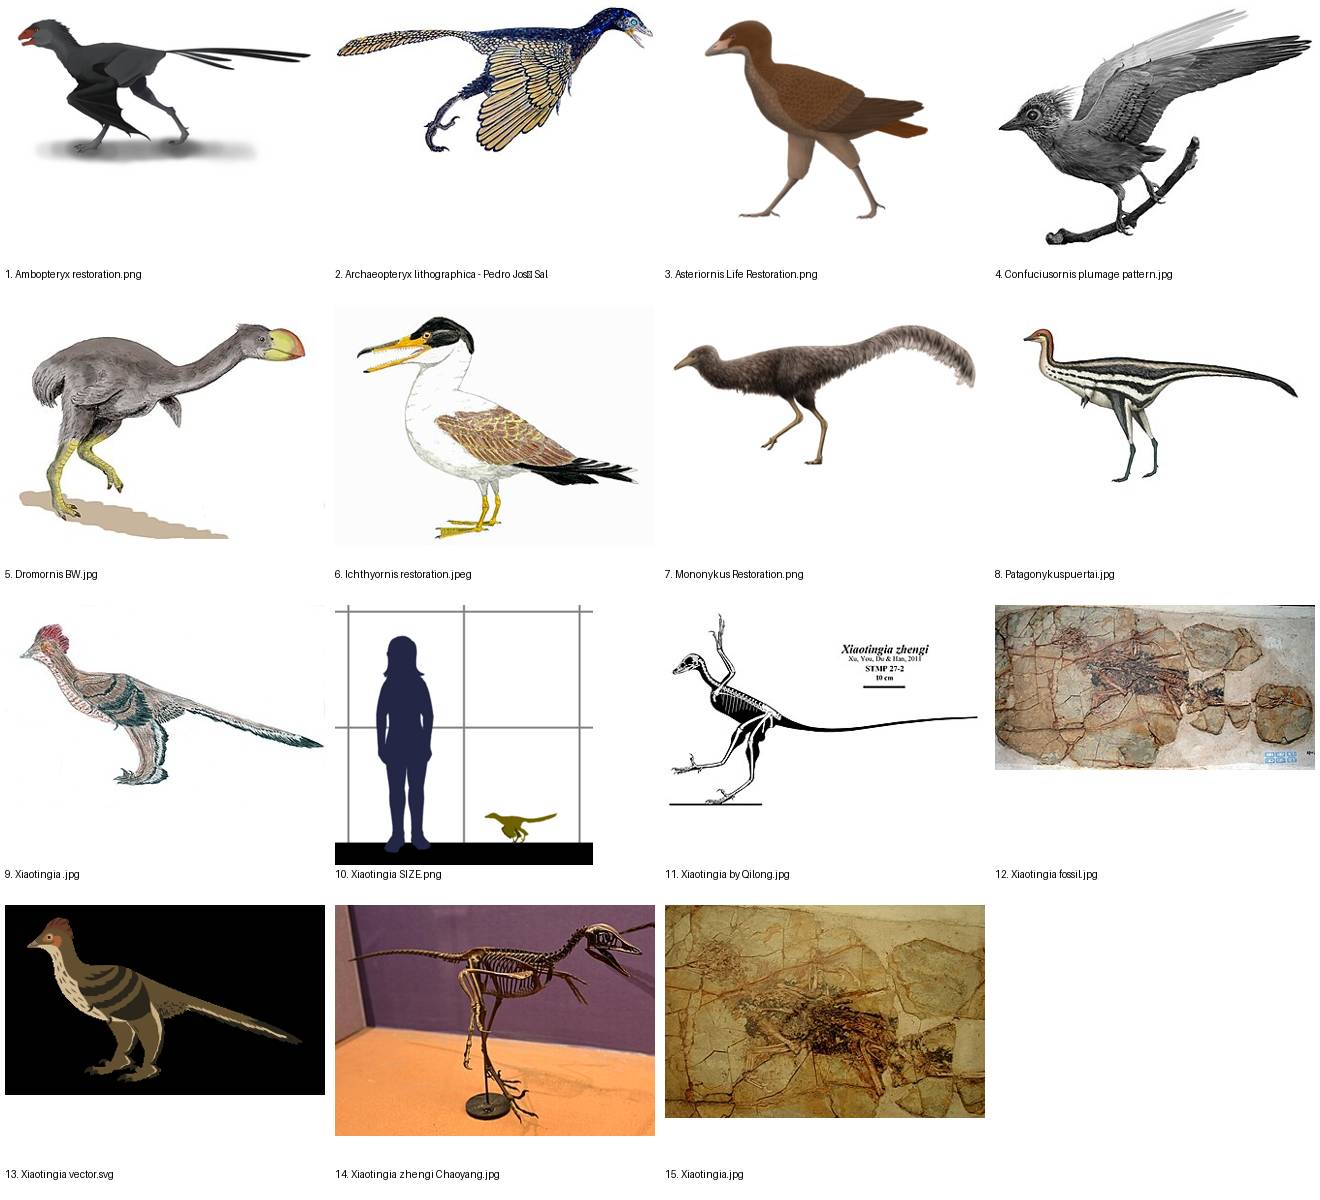 1. Ambopteryx restoration.png
2. Archaeopteryx lithographica - Pedro Jos Sal
3. Asteriornis Life Restoration.png
4. Confuciusornis plumage pattern.jpg
5. Dromornis BW.jpg
6. Ichthyornis restoration.jpeg
7. Mononykus Restoration.png
8. Patagonykuspuertai.jpg
Xiaotingia zhengi
Xu, You, Du & Han, 2011
STMP 27-2
10 cm
9. Xiaotingia .jpg
10. Xiaotingia SIZE.png
11. Xiaotingia by Qilong.jpg
12. Xiaotingia fossil.jpg
13. Xiaotingia vector.svg
14. Xiaotingia zhengi Chaoyang.jpg
15. Xiaotingia.jpg